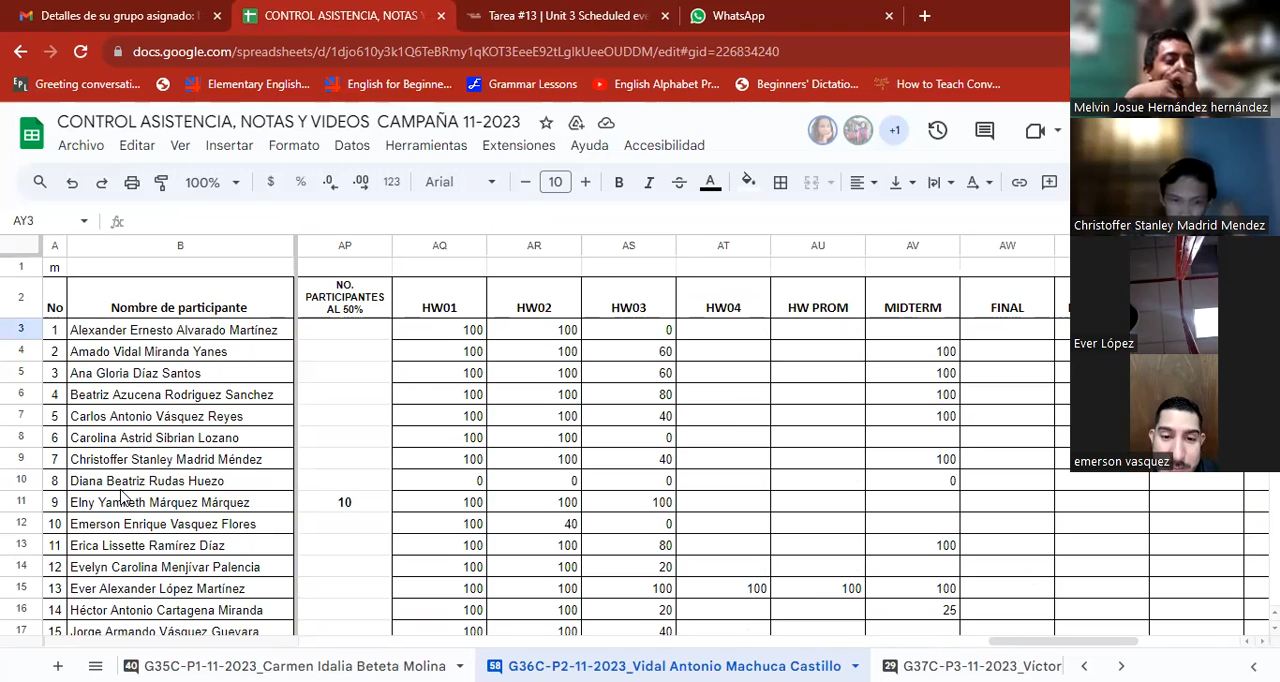 Detalles de su grupo asignado:
CONTROL ASISTENCIA, NOTAS Y
Tarea #13 | Unit 3 Scheduled eve
WhatsApp
docs.google.com/spreadsheets/d/1djo610y3k1Q6TeBRmy1qKOT3EeeE92tLglkUeeOUDDM/edit#gid=226834240
Greeting conversati...
Elementary English...
English for Beginne...
Grammar Lessons
English Alphabet Pr...
Beginners' Dictatio...
How to Teach Conv...
CONTROL ASISTENCIA, NOTAS Y VIDEOS CAMPAÑA 11-2023
+1
Archivo Editar Ver Insertar Formato Datos Herramientas Extensiones Ayuda Accesibilidad
100% $ % .0 .00 123 Arial 10 B I A
AY3 fx
A B AP AQ AR AS AT AU AV AW
1 m
2 No Nombre de participante NO. PARTICIPANTES AL 50% HW01 HW02 HW03 HW04 HW PROM MIDTERM FINAL
3 1 Alexander Ernesto Alvarado Martínez 100 100 0
4 2 Amado Vidal Miranda Yanes 100 100 60 100
5 3 Ana Gloria Díaz Santos 100 100 60 100
6 4 Beatriz Azucena Rodriguez Sanchez 100 100 80 100
7 5 Carlos Antonio Vásquez Reyes 100 100 40 100
8 6 Carolina Astrid Sibrian Lozano 100 100 0
9 7 Christoffer Stanley Madrid Méndez 100 100 40 100
10 8 Diana Beatriz Rudas Huezo 0 0 0 0
11 9 Elny Yamileth Márquez Márquez 10 100 100 100
12 10 Emerson Enrique Vasquez Flores 100 40 0
13 11 Erica Lissette Ramírez Díaz 100 100 80 100
14 12 Evelyn Carolina Menjívar Palencia 100 100 20
15 13 Ever Alexander López Martínez 100 100 100 100 100 100
16 14 Héctor Antonio Cartagena Miranda 100 100 20 25
17 15 Jorge Armando Vásquez Guevara 100 100 40
40 G35C-P1-11-2023_Carmen Idalia Beteta Molina
58 G36C-P2-11-2023_Vidal Antonio Machuca Castillo
29 G37C-P3-11-2023_Victor
Melvin Josue Hernández hernández
Christoffer Stanley Madrid Mendez
Ever López
emerson vasquez